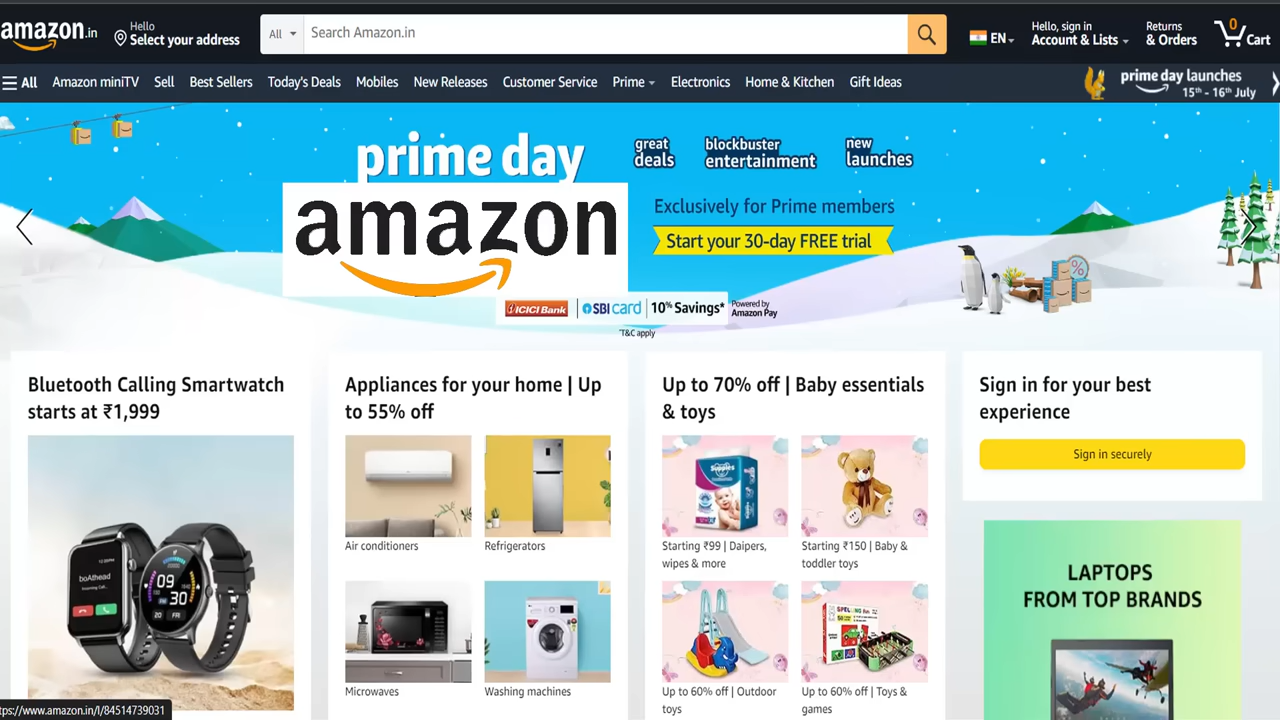 amazon.in
Hello
Select your address
All
Search Amazon.in
EN
Hello, sign in
Account & Lists
Returns
& Orders
0
Cart
All
Amazon miniTV
Sell
Best Sellers
Today's Deals
Mobiles
New Releases
Customer Service
Prime
Electronics
Home & Kitchen
Gift Ideas
prime day launches
15th - 16th July
prime day
great
deals
blockbuster
entertainment
new
launches
amazon
Exclusively for Prime members
Start your 30-day FREE trial
ICICI Bank
SBI card
10% Savings*
Powered by
Amazon Pay
*T&C apply
%
Bluetooth Calling Smartwatch
starts at ₹1,999
boAthead
09
30
20 FRI
Appliances for your home | Up
to 55% off
Air conditioners
Refrigerators
Microwaves
Washing machines
Up to 70% off | Baby essentials
& toys
Supples
Starting ₹99 | Daipers,
wipes & more
Starting ₹150 | Baby &
toddler toys
Up to 60% off | Outdoor
toys
Up to 60% off | Toys &
games
Sign in for your best
experience
Sign in securely
LAPTOPS
FROM TOP BRANDS
tps://www.amazon.in/l/84514739031